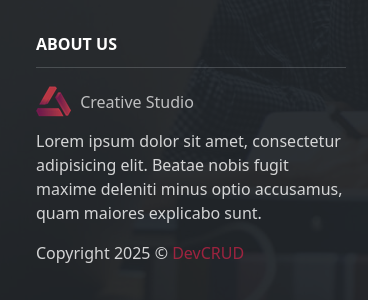 ABOUT US
Creative Studio
Lorem ipsum dolor sit amet, consectetur
adipisicing elit. Beatae nobis fugit
maxime deleniti minus optio accusamus,
quam maiores explicabo sunt.
Copyright 2025 © DevCRUD